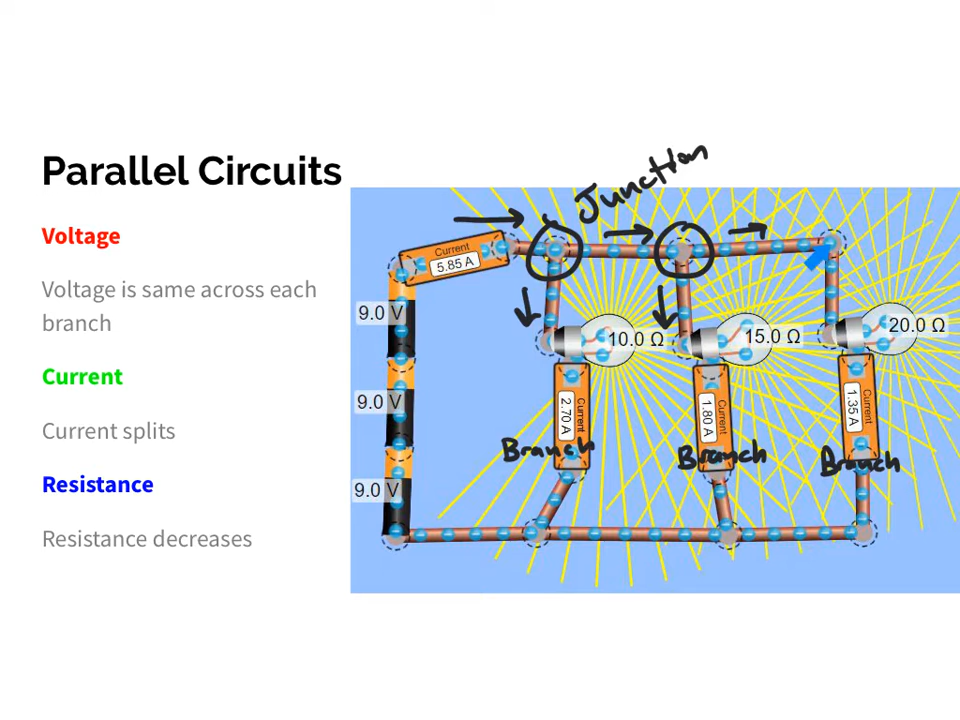 Parallel Circuits
Voltage
Voltage is same across each
branch
Current
Current splits
Resistance
Resistance decreases
Junction
Current
5.85 A
9.0 V
9.0 V
9.0 V
10.0 Ω
15.0 Ω
20.0 Ω
Current
2.70 A
Current
1.80 A
Current
1.35 A
Branch
Branch
Branch